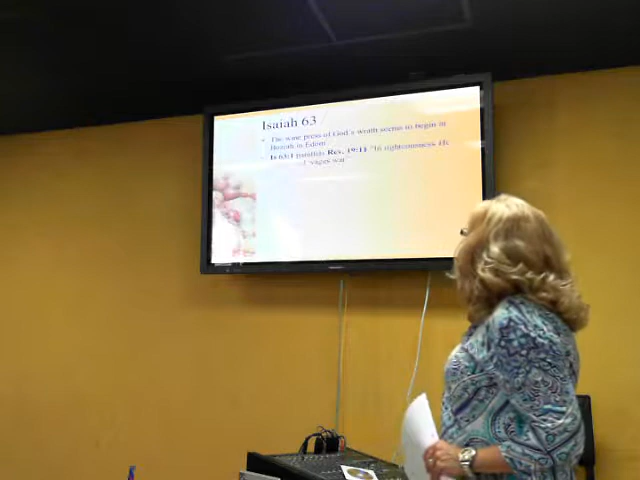 Isaiah 63
• The wine press of God's wrath seems to begin in
Bozrah in Edom
• Is 63:1 parallels Rev. 19:11 "In righteousness He
wages war".